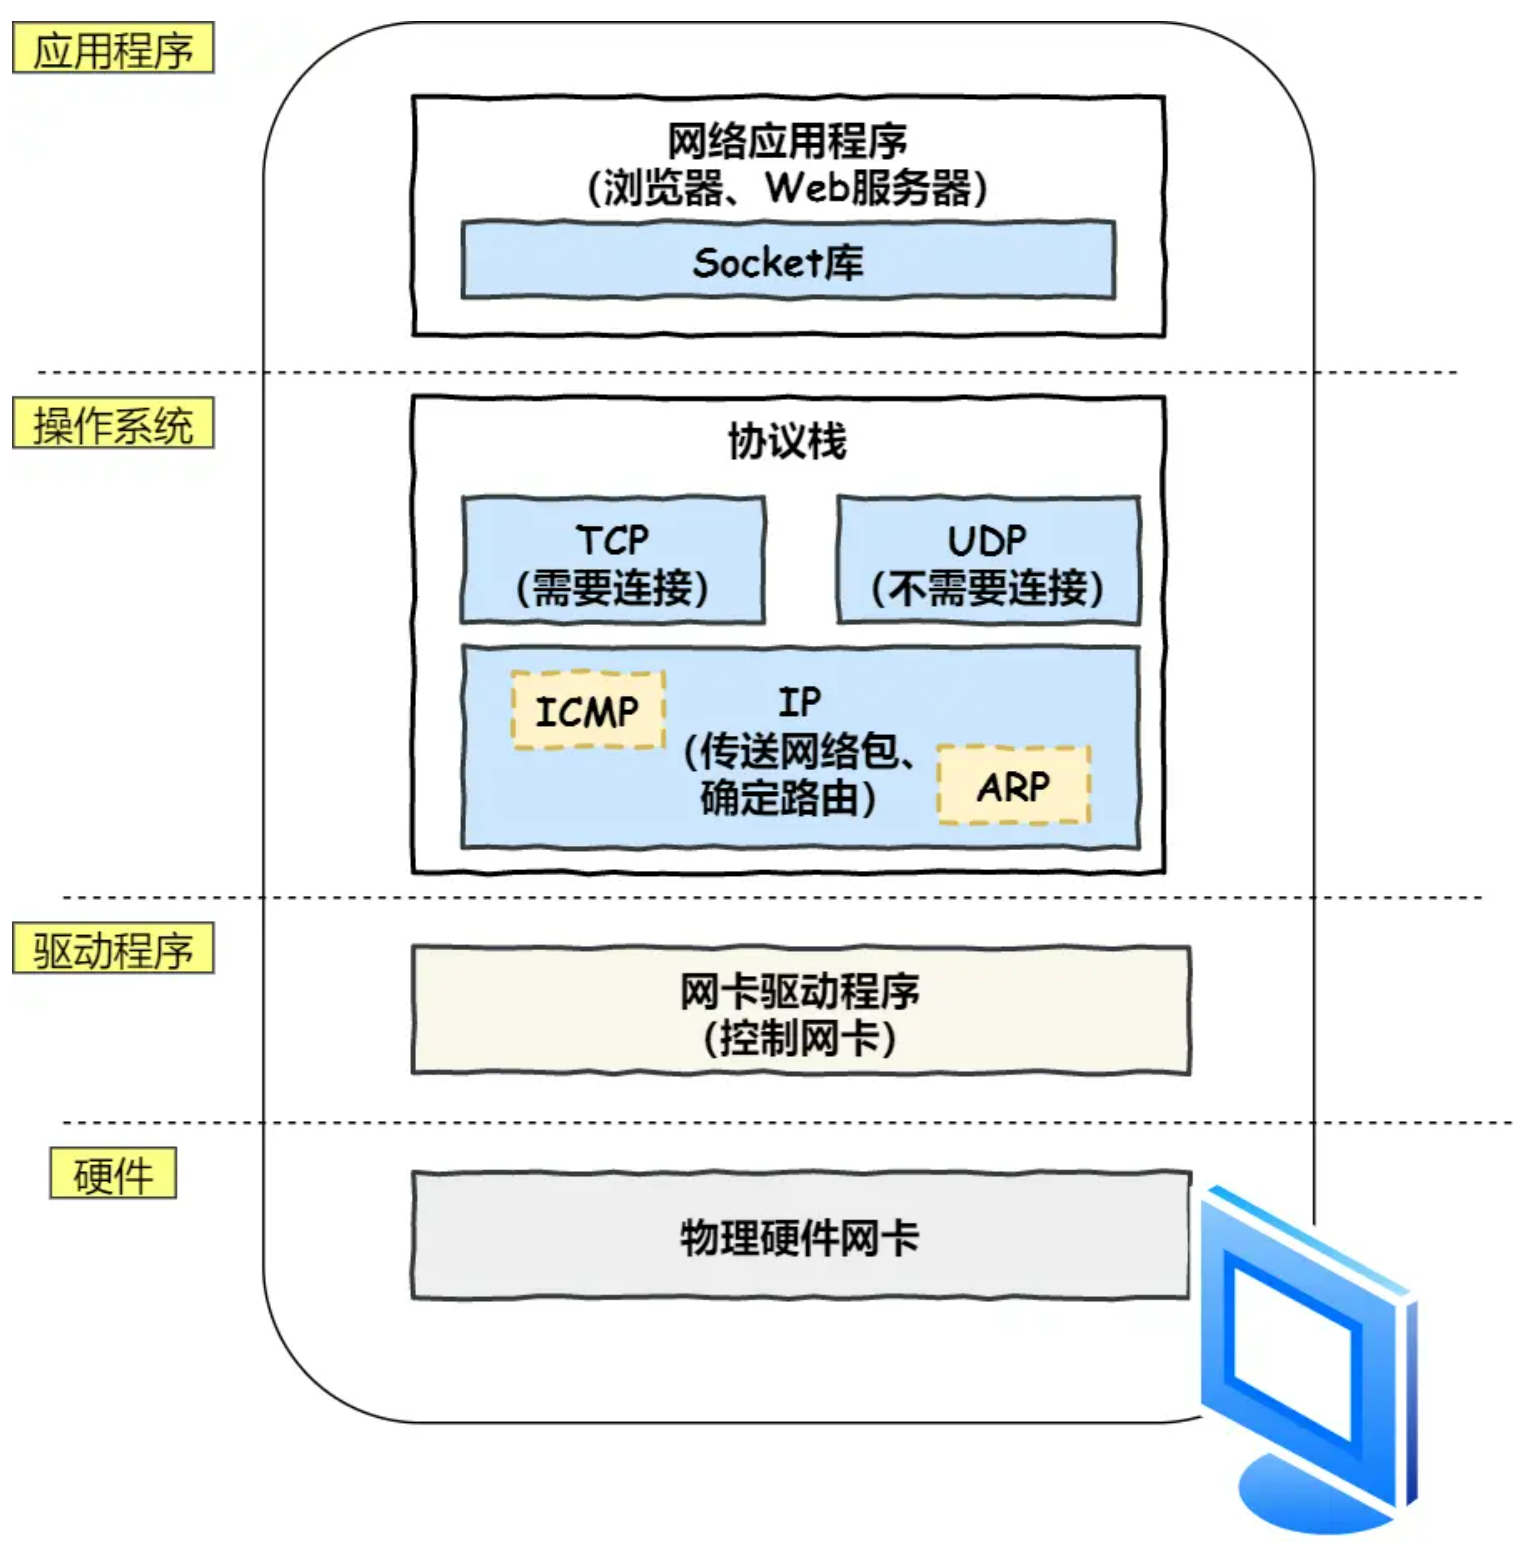 应用程序
网络应用程序
（浏览器、Web服务器）
Socket库
操作系统
协议栈
TCP
（需要连接）
UDP
（不需要连接）
ICMP
IP
（传送网络包、
确定路由）
ARP
驱动程序
网卡驱动程序
（控制网卡）
硬件
物理硬件网卡